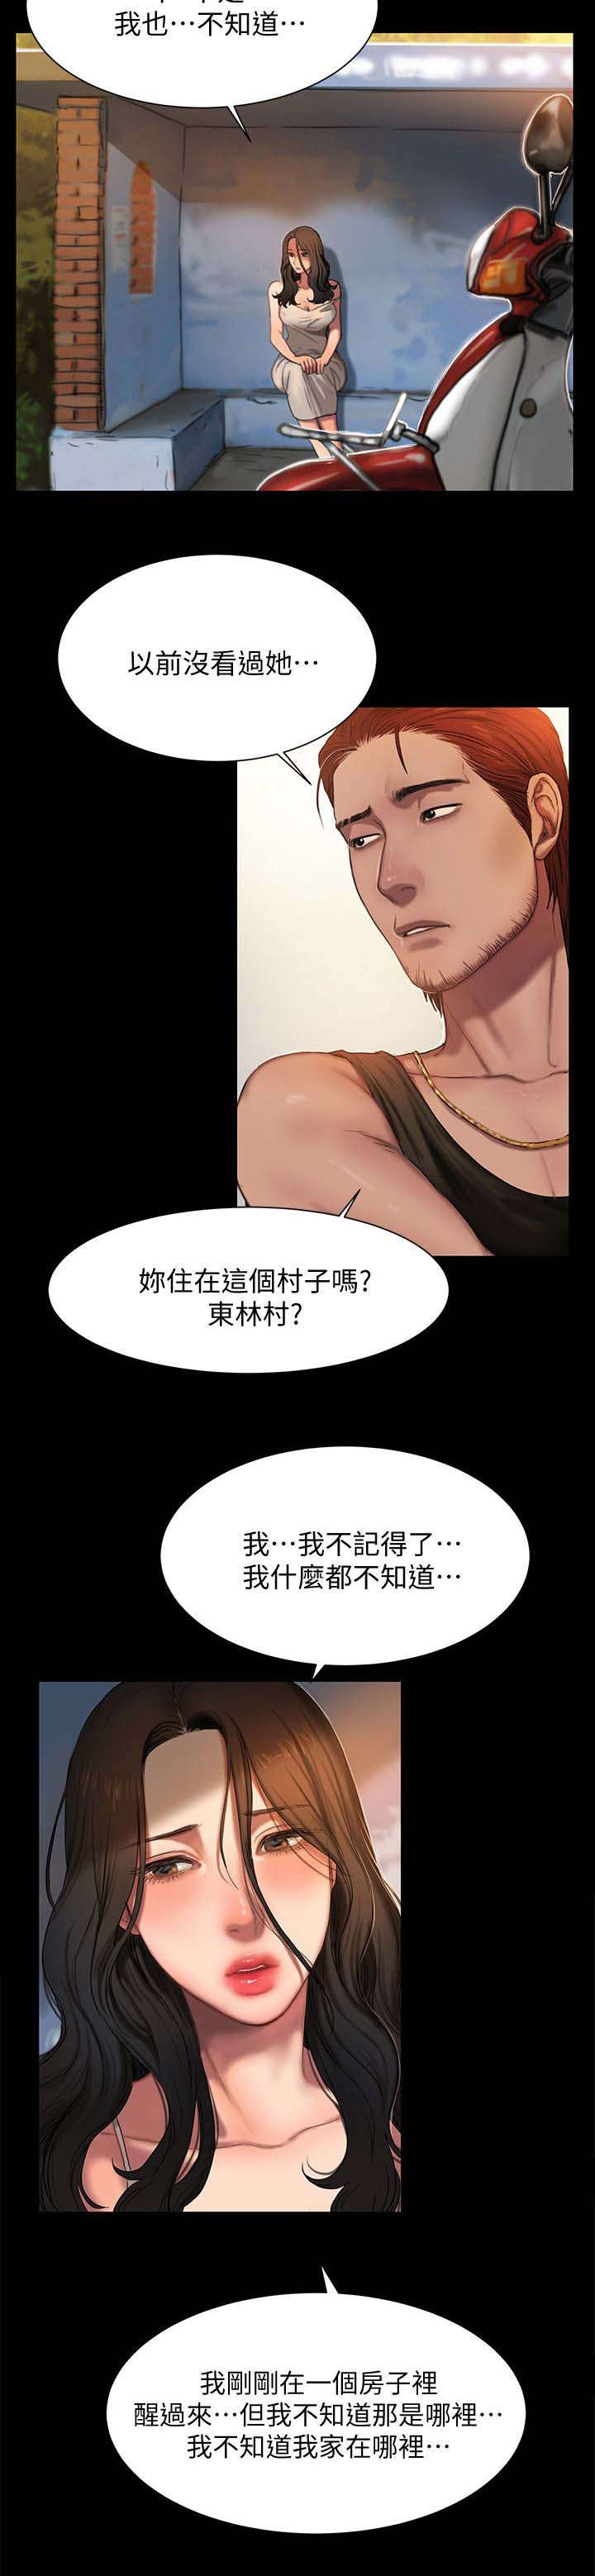 我也⋯不知道⋯
以前沒看過她⋯
妳住在這個村子嗎?
東林村?
我⋯我不記得了⋯
我什麼都不知道⋯
我剛剛在一個房子裡
醒過來⋯但我不知道那是哪裡⋯
我不知道我家在哪裡⋯